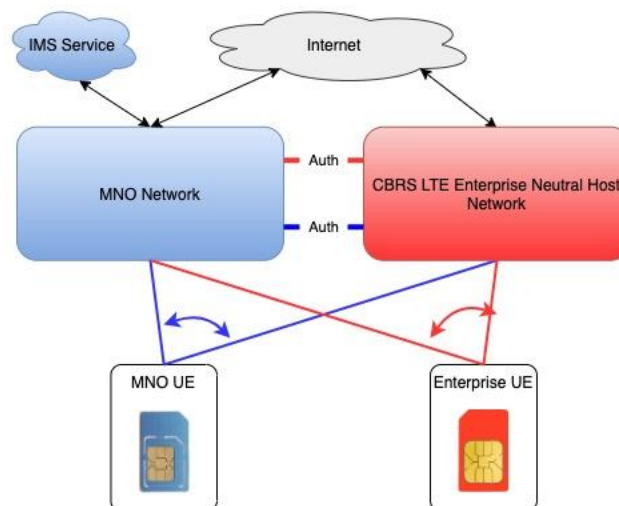 IMS Service
Internet
MNO Network
Auth
CBRS LTE Enterprise Neutral Host
Network
Auth
MNO UE
Enterprise UE